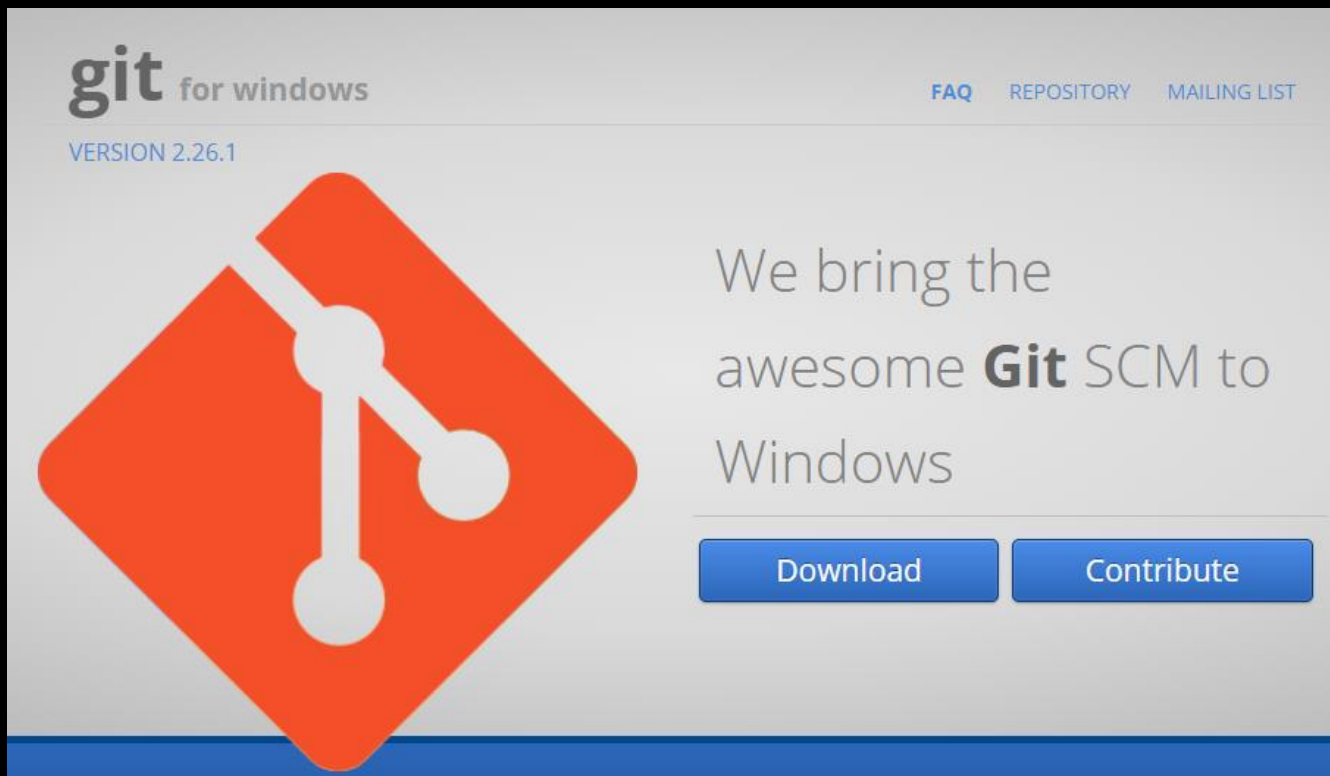 git for windows
FAQ REPOSITORY MAILING LIST
VERSION 2.26.1
We bring the
awesome Git SCM to
Windows
Download Contribute